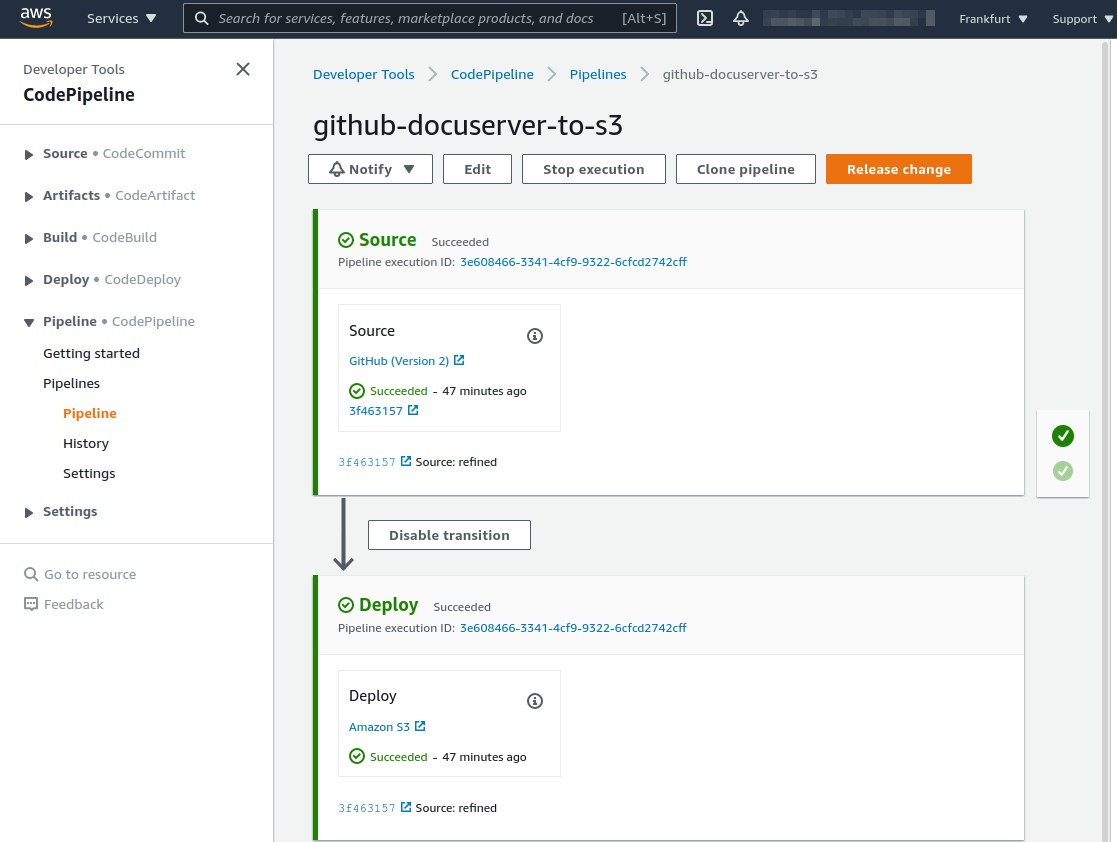 aws Services Search for services, features, marketplace products, and docs [Alt+S] Frankfurt Support
Developer Tools
CodePipeline
Source • CodeCommit
Artifacts • CodeArtifact
Build • CodeBuild
Deploy • CodeDeploy
Pipeline • CodePipeline
Getting started
Pipelines
Pipeline
History
Settings
Settings
Go to resource
Feedback
Developer Tools CodePipeline Pipelines github-docuserver-to-s3
github-docuserver-to-s3
Notify Edit Stop execution Clone pipeline Release change
Source Succeeded
Pipeline execution ID: 3e608466-3341-4cf9-9322-6cfcd2742cff
Source
GitHub (Version 2)
Succeeded - 47 minutes ago
3f463157
3f463157 Source: refined
Disable transition
Deploy Succeeded
Pipeline execution ID: 3e608466-3341-4cf9-9322-6cfcd2742cff
Deploy
Amazon S3
Succeeded - 47 minutes ago
3f463157 Source: refined